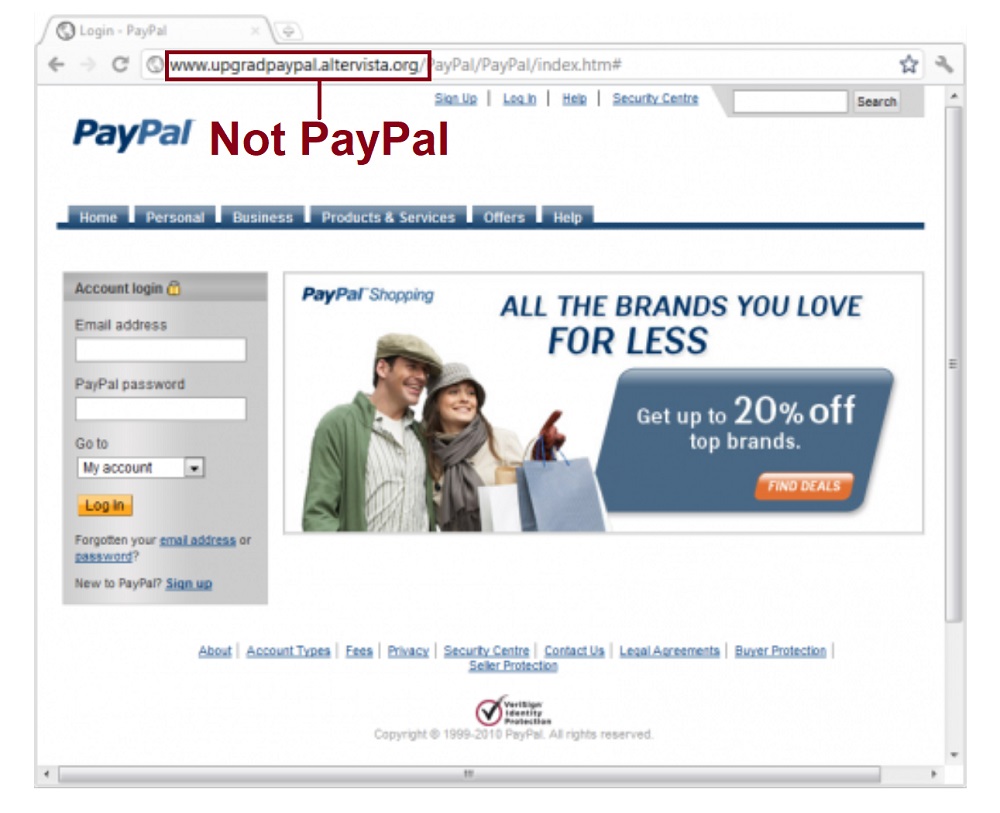 Login - PayPal
www.upgradpaypal.altervista.org/PayPal/PayPal/index.htm#
Sign Up | Log In | Help | Security Centre
Search
PayPal
Not PayPal
Home Personal Business Products & Services Offers Help
Account login
Email address
PayPal password
Go to
My account
Log In
Forgotten your email address or
password?
New to PayPal? Sign up
PayPal Shopping
ALL THE BRANDS YOU LOVE
FOR LESS
Get up to 20% off
top brands.
FIND DEALS
About | Account Types | Fees | Privacy | Security Centre | Contact Us | Legal Agreements | Buyer Protection |
Seller Protection
VeriSign
Identity
Protection
Copyright © 1999-2010 PayPal. All rights reserved.